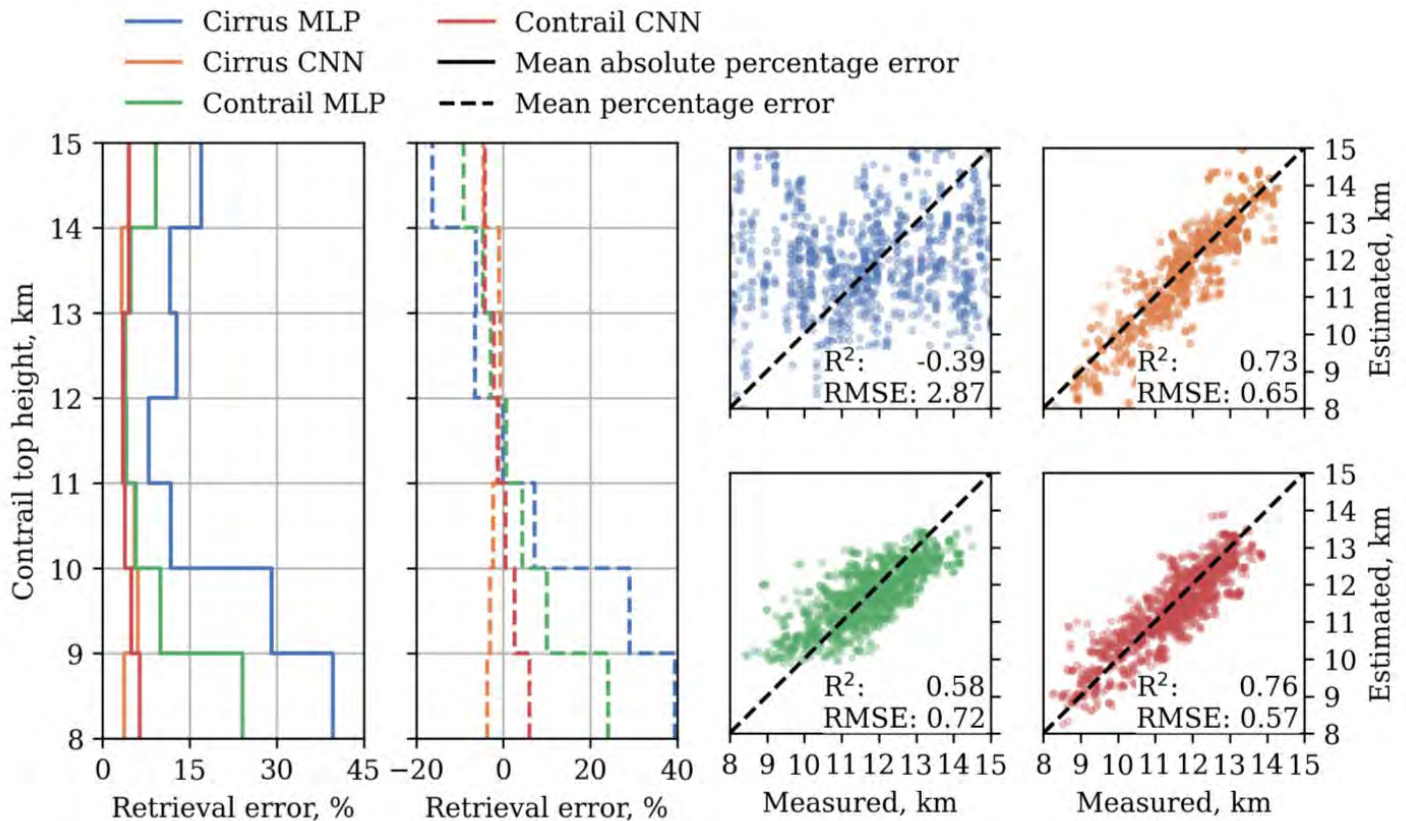 Cirrus MLP
Cirrus CNN
Contrail MLP
Contrail CNN
Mean absolute percentage error
Mean percentage error
Contrail top height, km
15
14
13
12
11
10
9
8
0 15 30 45
Retrieval error, %
−20 0 20 40
Retrieval error, %
R²: -0.39
RMSE: 2.87
R²: 0.73
RMSE: 0.65
15
14
13
12
11
10
9
8
Estimated, km
R²: 0.58
RMSE: 0.72
8 9 10 11 12 13 14 15
Measured, km
R²: 0.76
RMSE: 0.57
8 9 10 11 12 13 14 15
Measured, km
15
14
13
12
11
10
9
8
Estimated, km